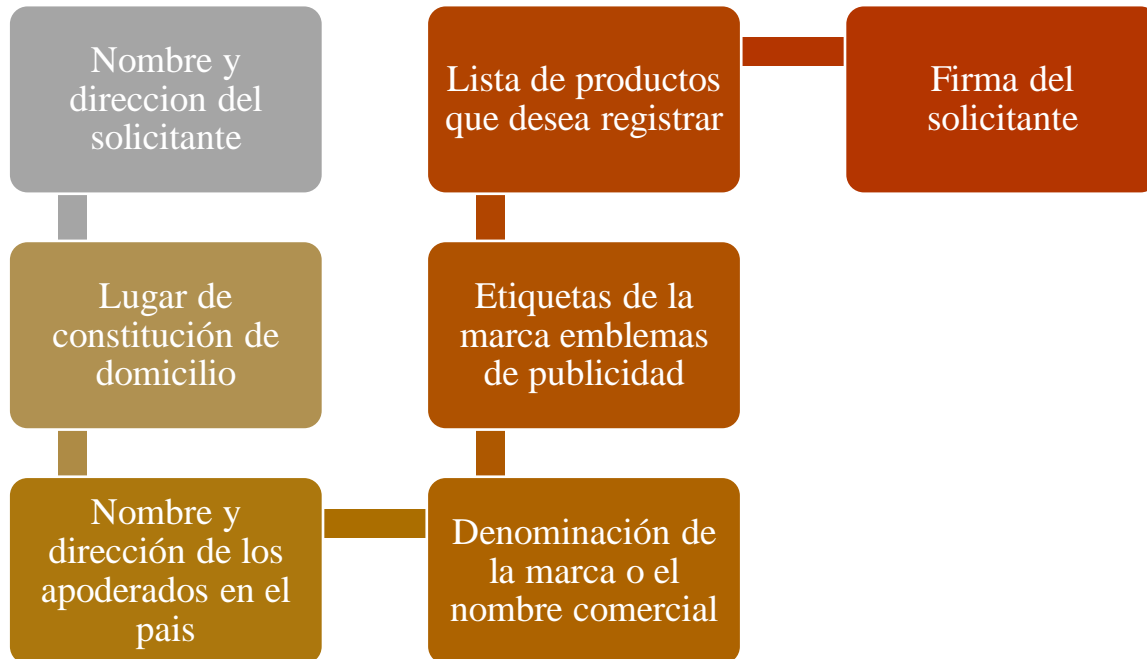 Nombre y
direccion del
solicitante
Lugar de
constitución de
domicilio
Nombre y
dirección de los
apoderados en el
pais
Denominación de
la marca o el
nombre comercial
Etiquetas de la
marca emblemas
de publicidad
Lista de productos
que desea registrar
Firma del
solicitante